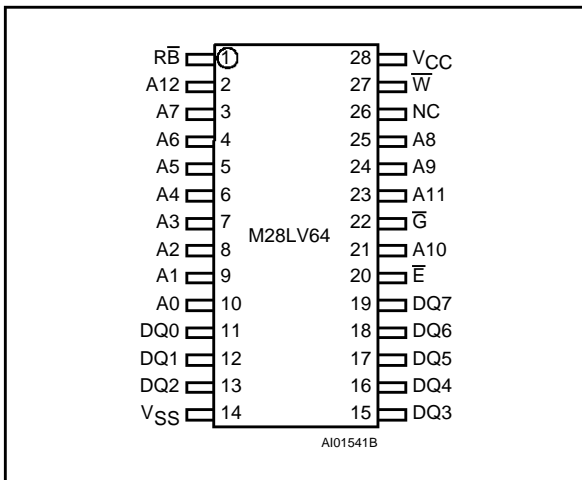 RB̅ 1 28 VCC
A12 2 27 W̅
A7 3 26 NC
A6 4 25 A8
A5 5 24 A9
A4 6 23 A11
A3 7 22 G̅
M28LV64
A2 8 21 A10
A1 9 20 E̅
A0 10 19 DQ7
DQ0 11 18 DQ6
DQ1 12 17 DQ5
DQ2 13 16 DQ4
VSS 14 15 DQ3
AI01541B